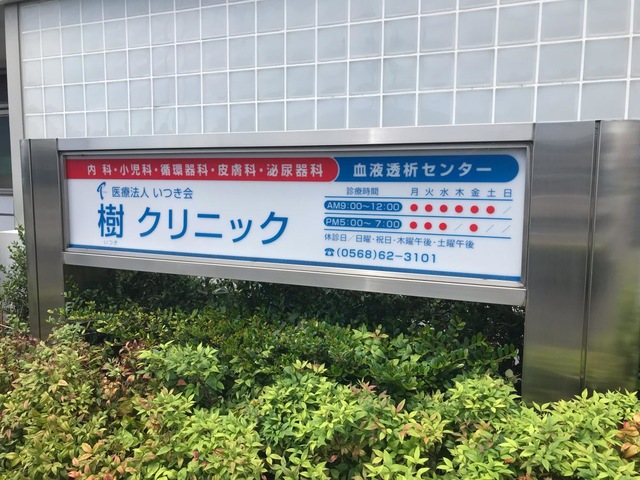 内科・小児科・循環器科・皮膚科・泌尿器科 血液透析センター
医療法人 いつき会
樹クリニック
いつき
診療時間 月火水木金土日
AM9:00〜12:00 ●●●●●●／
PM5:00〜7:00 ●●●／●／／
休診日／日曜・祝日・木曜午後・土曜午後
☎(0568)62-3101